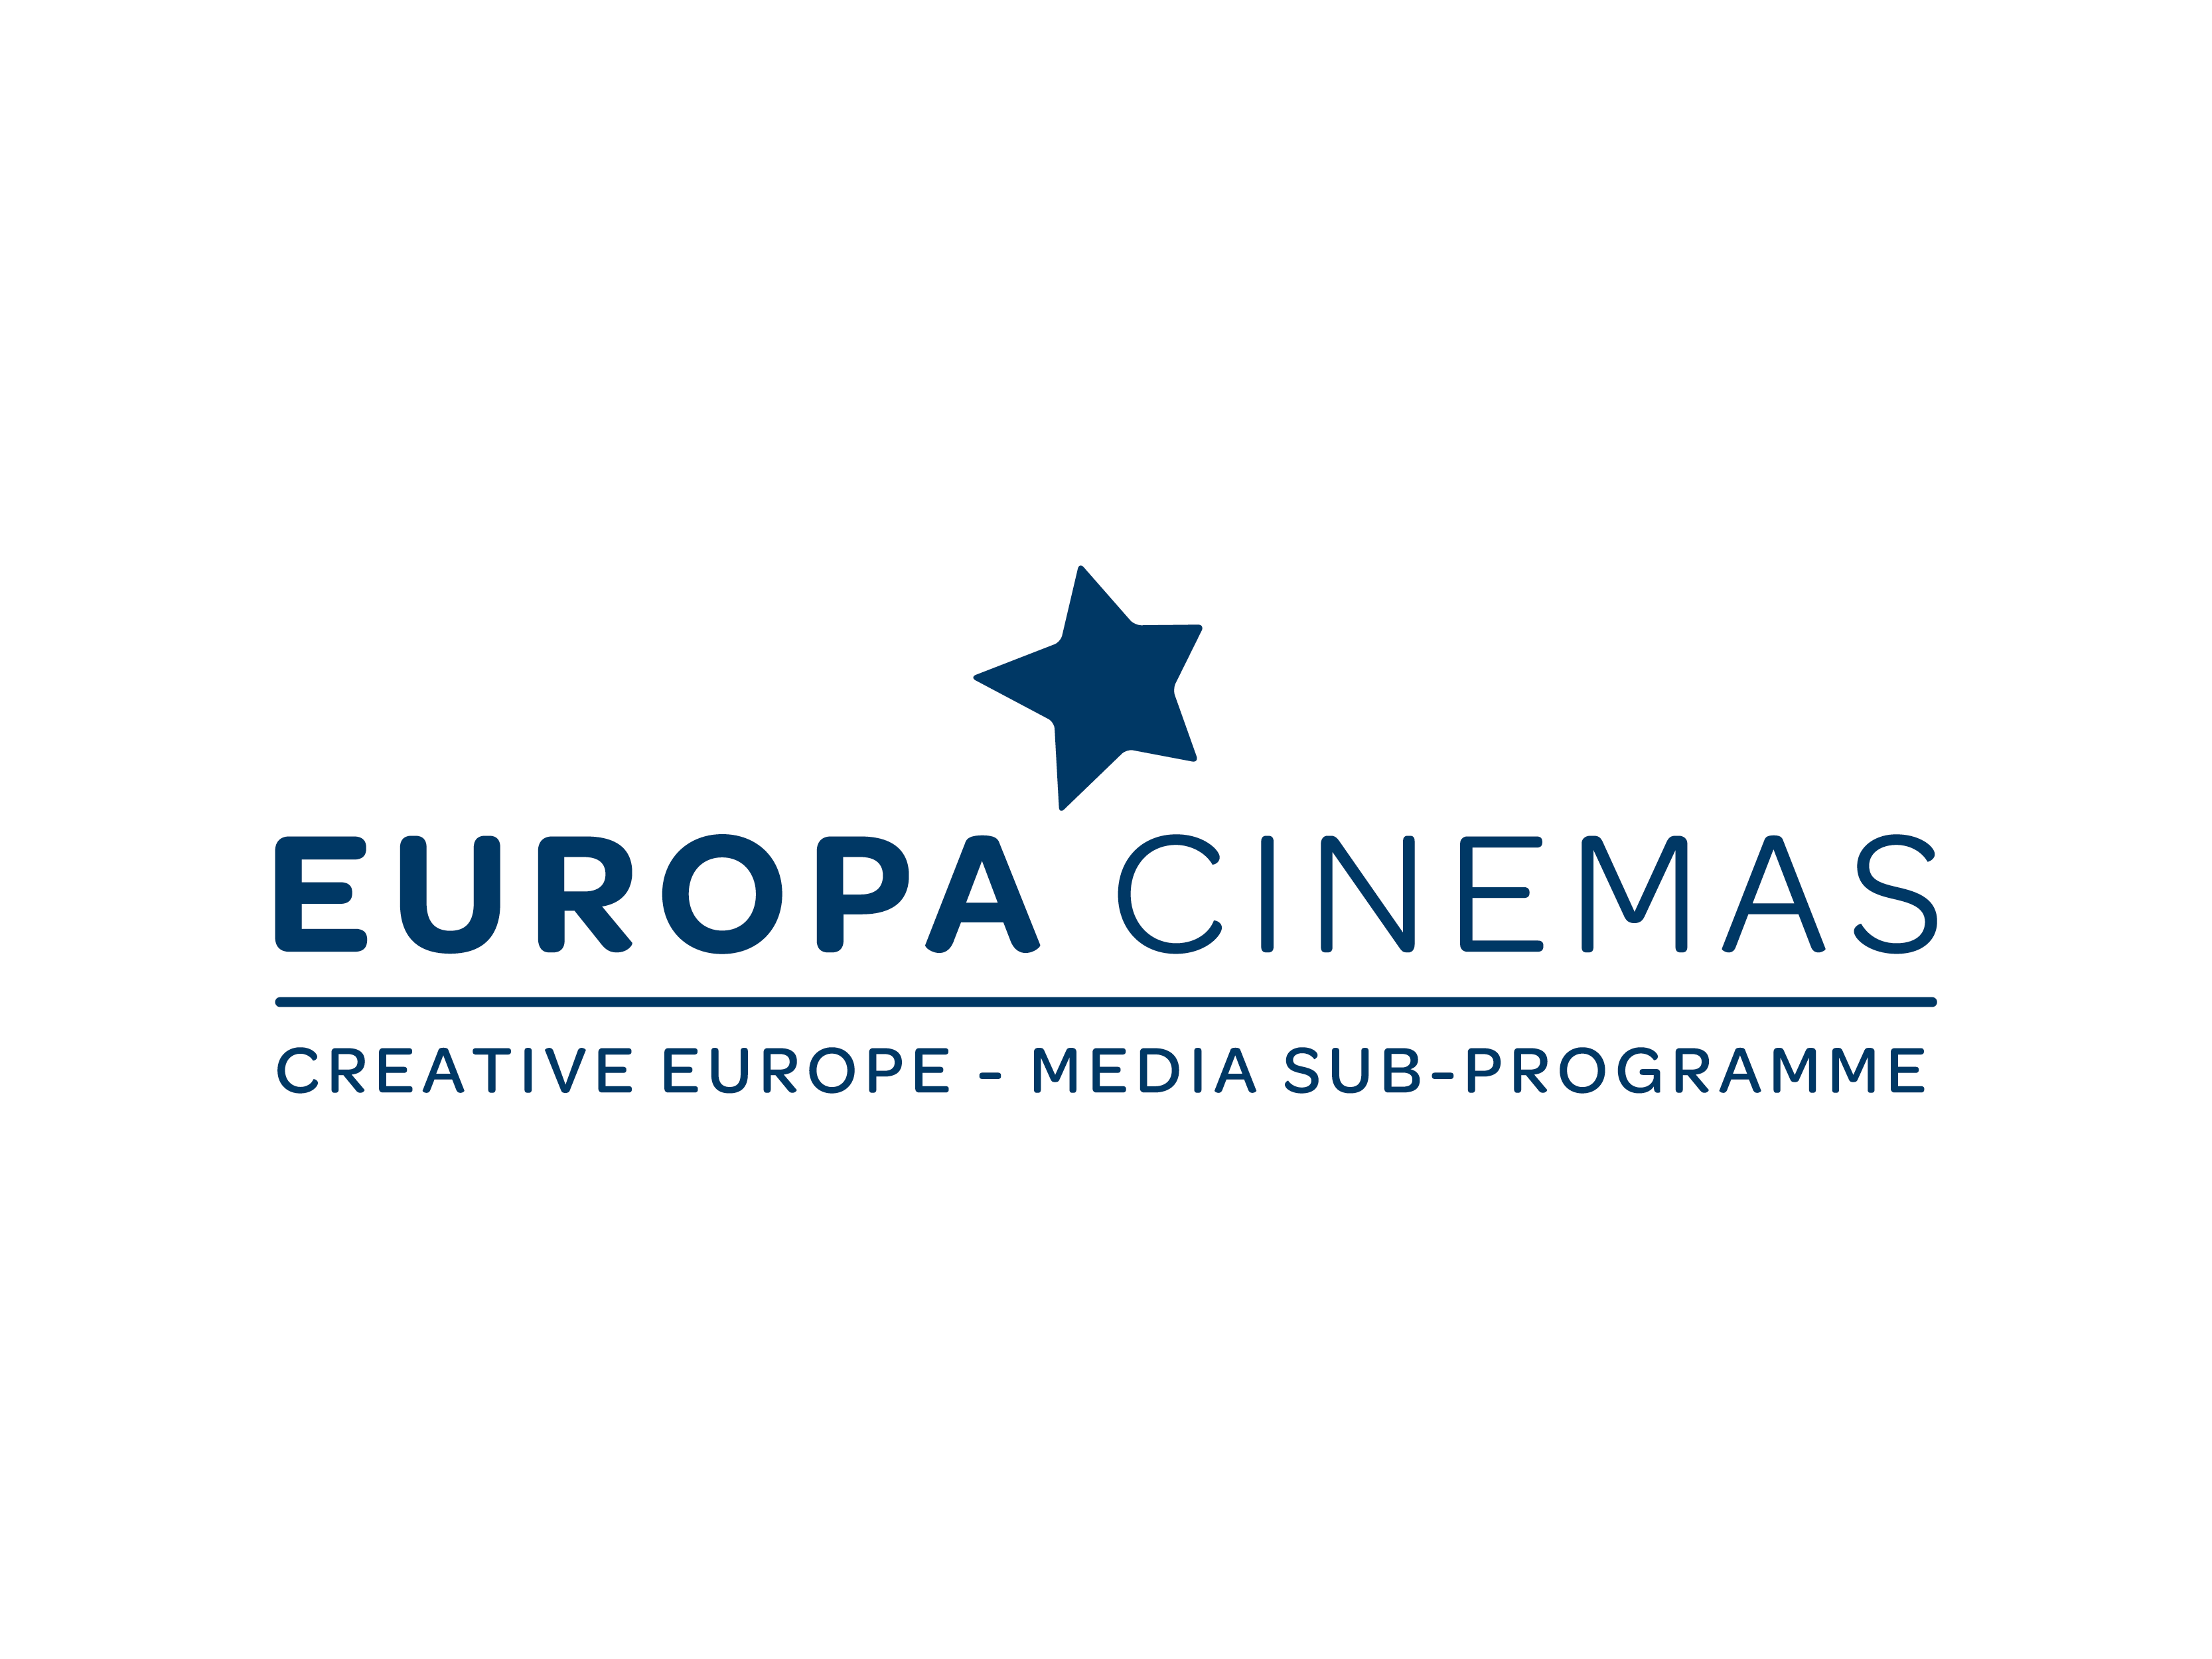 EUROPA CINEMAS
CREATIVE EUROPE - MEDIA SUB-PROGRAMME